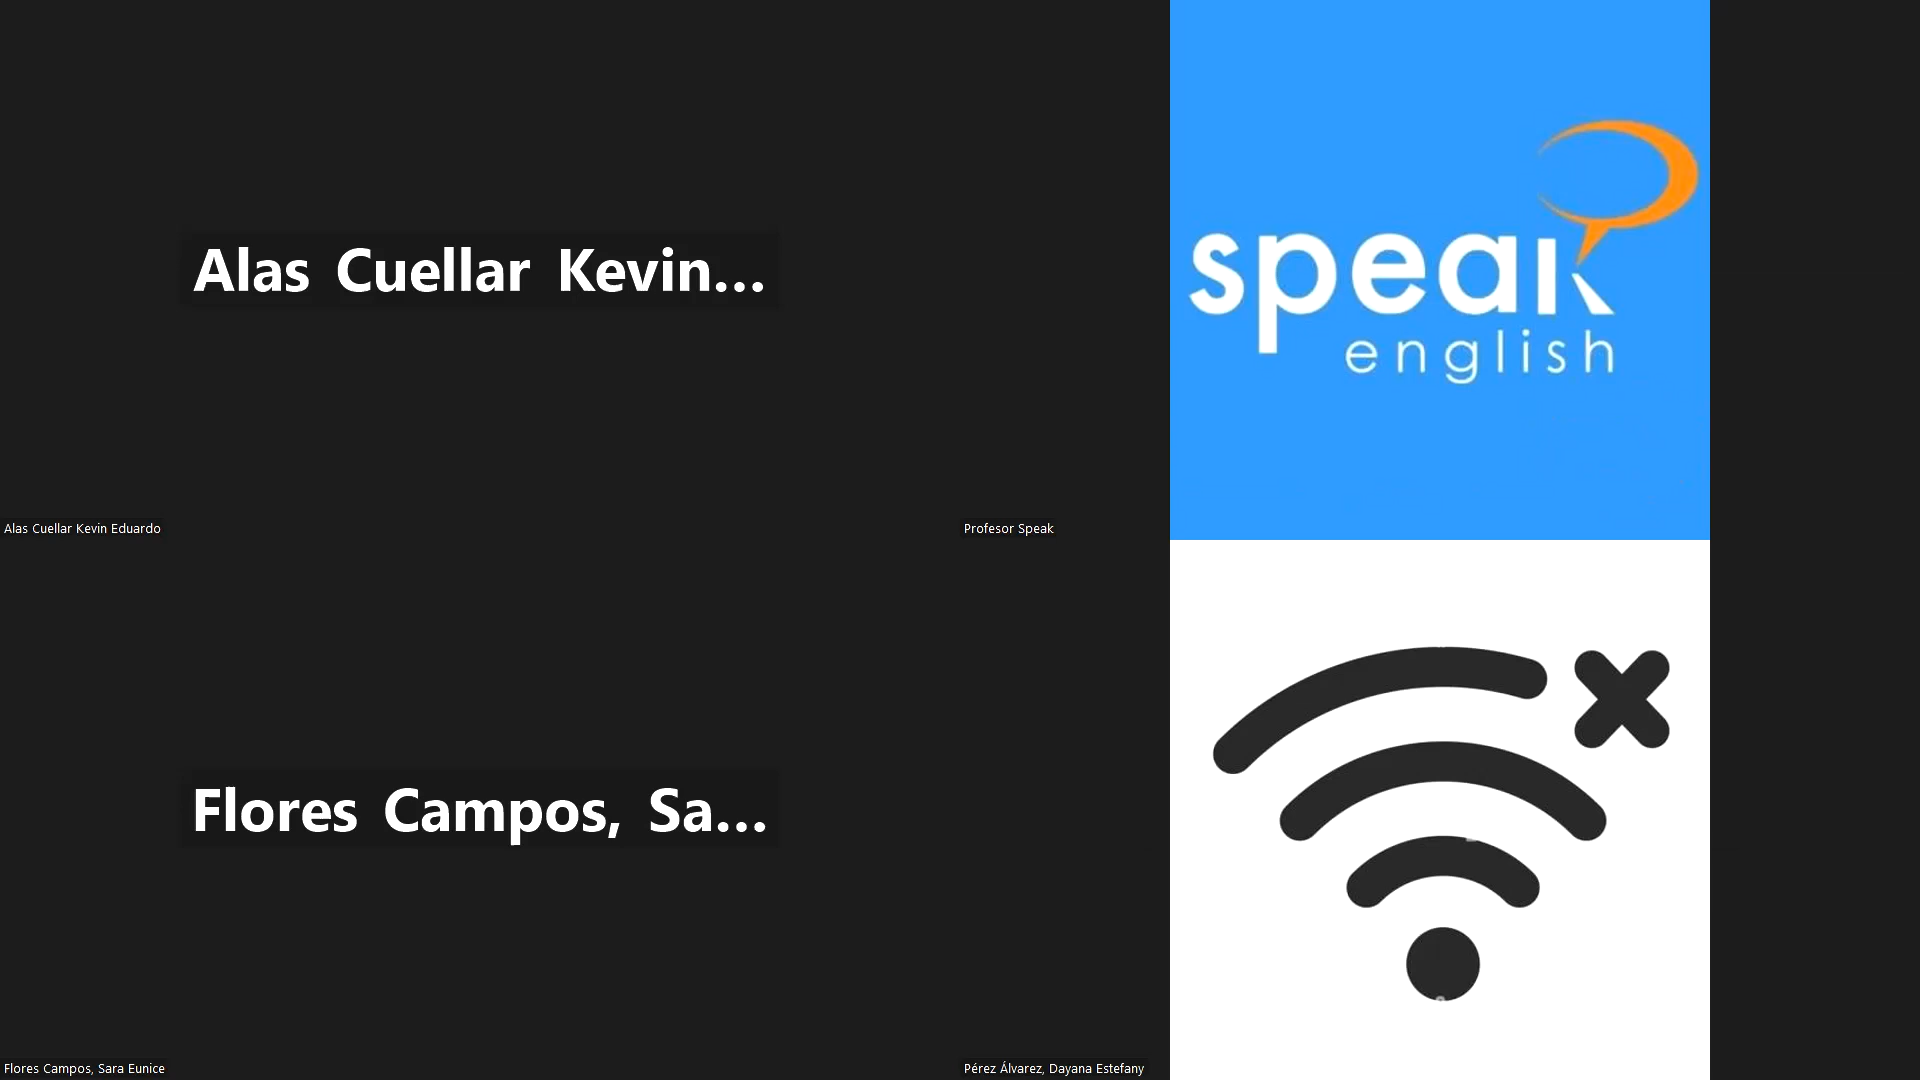 Alas Cuellar Kevin...
Alas Cuellar Kevin Eduardo
speak
english
Profesor Speak
Flores Campos, Sa...
Flores Campos, Sara Eunice
Pérez Álvarez, Dayana Estefany